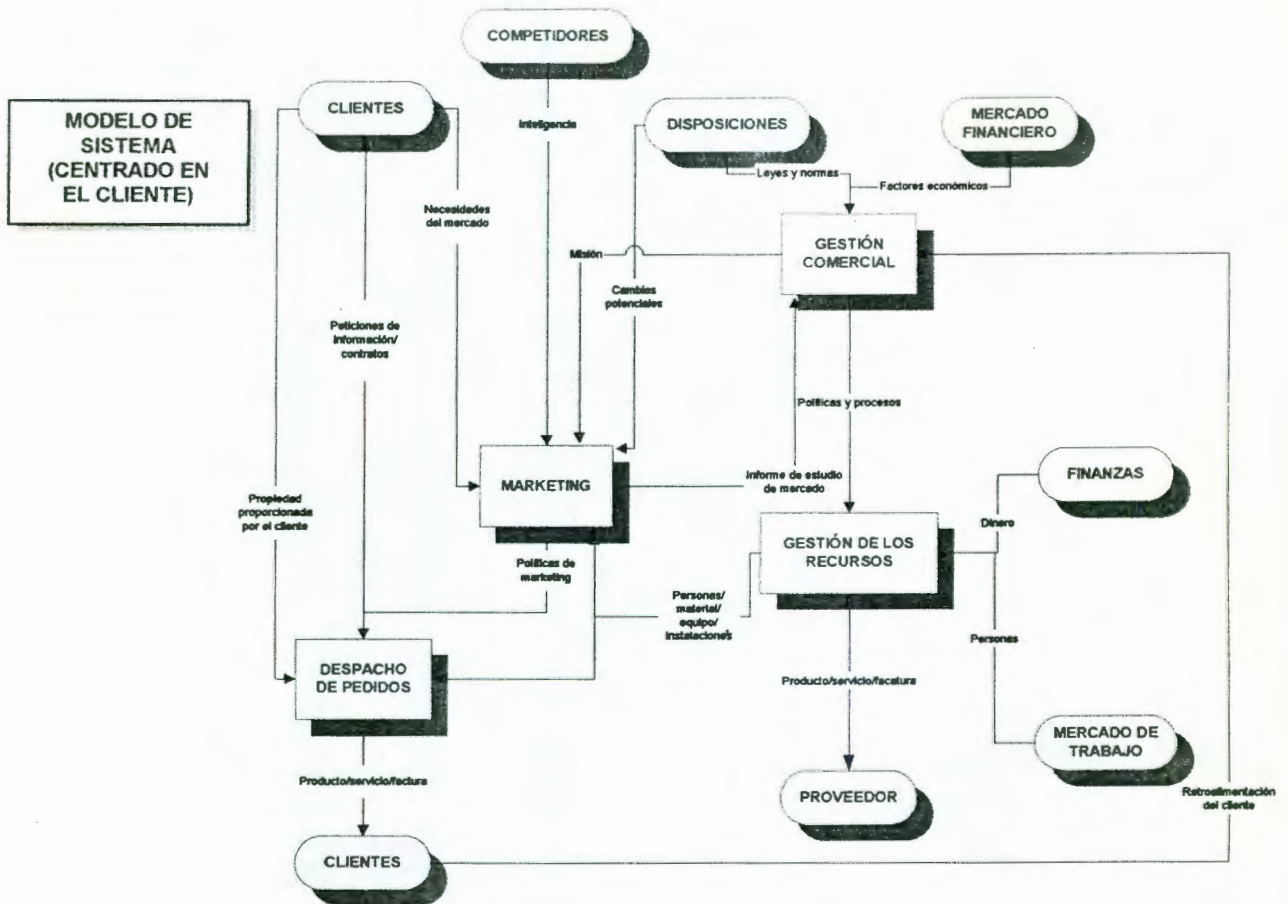 COMPETIDORES
MODELO DE
SISTEMA
(CENTRADO EN
EL CLIENTE)
CLIENTES
Inteligencia
DISPOSICIONES
MERCADO
FINANCIERO
Leyes y normas
Factores económicos
Necesidades
del mercado
Misión
GESTIÓN
COMERCIAL
Cambios
potenciales
Peticiones de
información/
contratos
Políticas y procesos
MARKETING
Informe de estudio
de mercado
FINANZAS
Propiedad
proporcionada
por el cliente
Dinero
GESTIÓN DE LOS
RECURSOS
Políticas de
marketing
Personas/
material/
equipo/
instalaciones
Personas
DESPACHO
DE PEDIDOS
Producto/servicio/facatura
MERCADO DE
TRABAJO
Producto/servicio/factura
PROVEEDOR
Retroalimentación
del cliente
CLIENTES